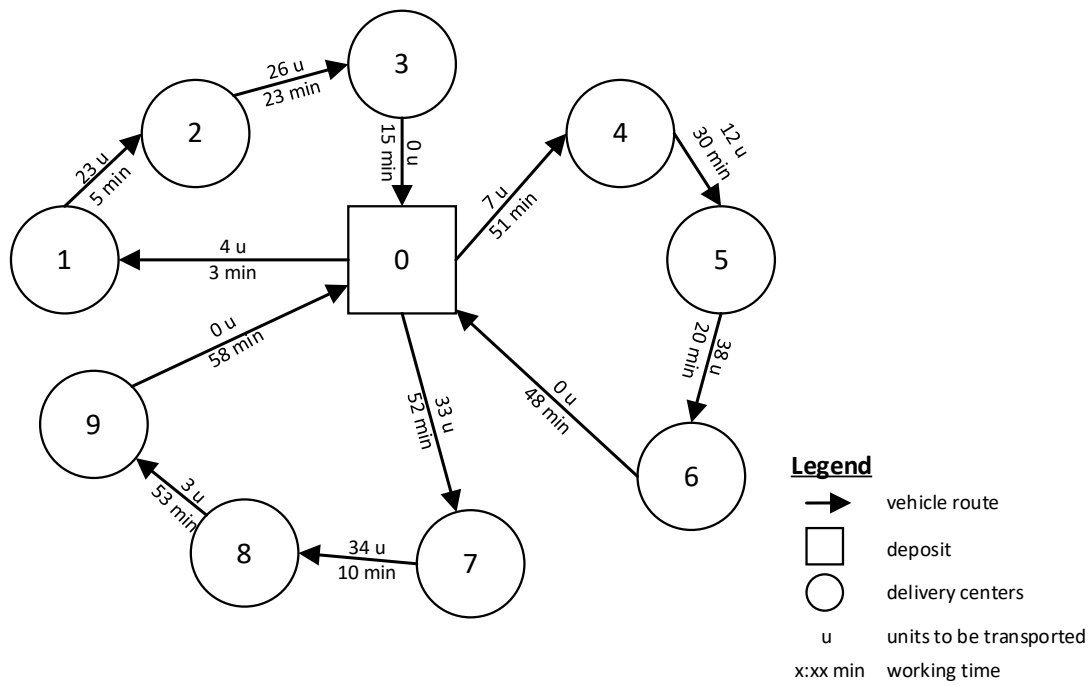 3
26 u
23 min
2
4
12 u
30 min
23 u
5 min
0 u
15 min
7 u
51 min
1
4 u
3 min
0
5
0 u
58 min
38 u
20 min
33 u
52 min
0 u
48 min
9
6
3 u
53 min
8
34 u
10 min
7
Legend
vehicle route
deposit
delivery centers
u units to be transported
x:xx min working time